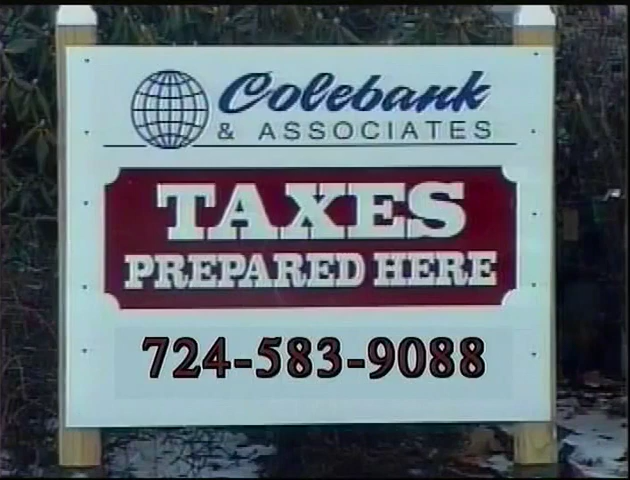 Colebank
& ASSOCIATES
TAXES
PREPARED HERE
724-583-9088